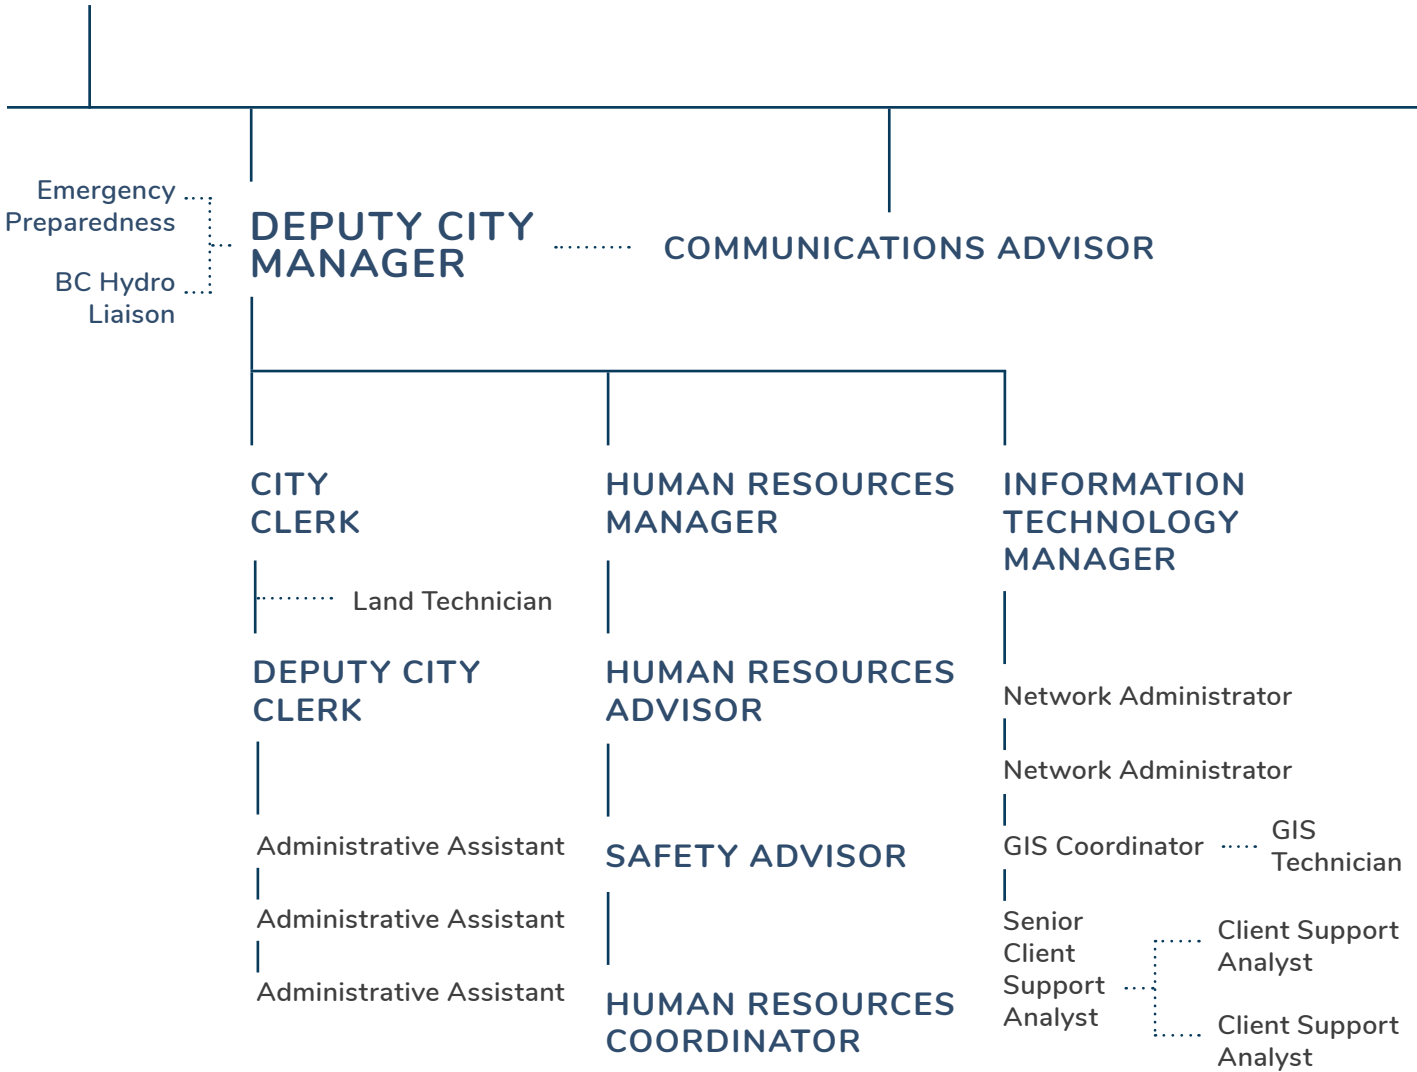 Emergency
Preparedness
BC Hydro
Liaison
DEPUTY CITY
MANAGER
COMMUNICATIONS ADVISOR
CITY
CLERK
Land Technician
DEPUTY CITY
CLERK
Administrative Assistant
Administrative Assistant
Administrative Assistant
HUMAN RESOURCES
MANAGER
HUMAN RESOURCES
ADVISOR
SAFETY ADVISOR
HUMAN RESOURCES
COORDINATOR
INFORMATION
TECHNOLOGY
MANAGER
Network Administrator
Network Administrator
GIS Coordinator
GIS
Technician
Senior
Client
Support
Analyst
Client Support
Analyst
Client Support
Analyst